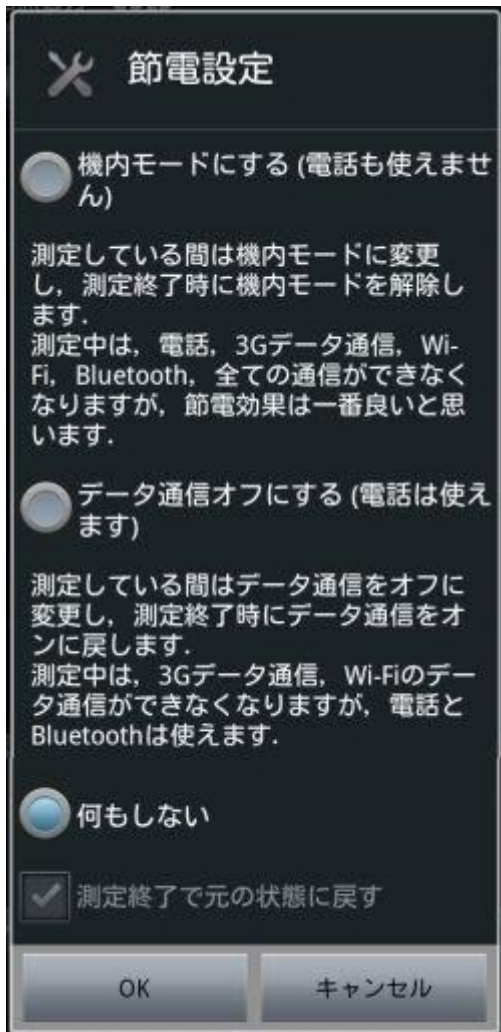 節電設定
機内モードにする (電話も使えませ
ん)
測定している間は機内モードに変更
し，測定終了時に機内モードを解除し
ます．
測定中は，電話，3Gデータ通信，Wi-
Fi，Bluetooth，全ての通信ができなく
なりますが，節電効果は一番良いと思
います．
データ通信オフにする (電話は使え
ます)
測定している間はデータ通信をオフに
変更し，測定終了時にデータ通信をオ
ンに戻します．
測定中は，3Gデータ通信，Wi-Fiのデー
タ通信ができなくなりますが，電話と
Bluetoothは使えます．
何もしない
測定終了で元の状態に戻す
OK
キャンセル